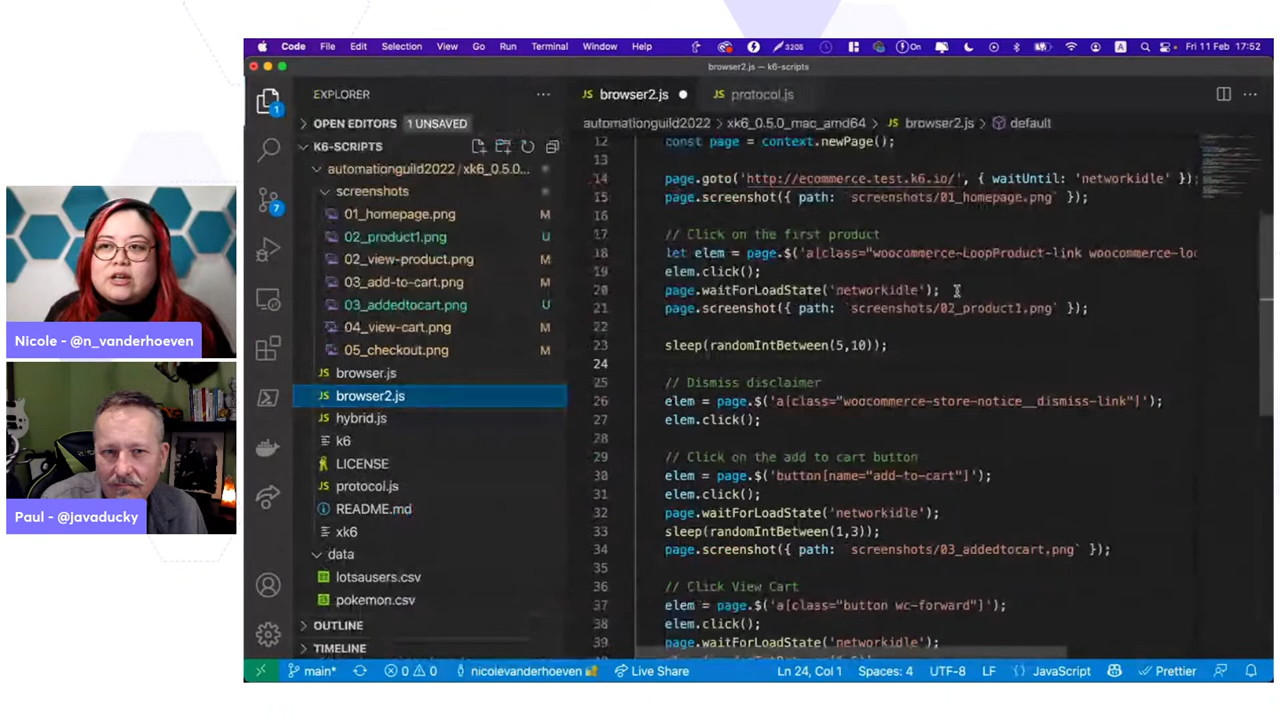 Code File Edit Selection View Go Run Terminal Window Help 3205 On A Fri 11 Feb 17:52
browser2.js — k6-scripts
EXPLORER ...
JS browser2.js ● JS protocol.js ...
OPEN EDITORS 1 UNSAVED
automationguild2022 > xk6_0.5.0_mac_amd64 > JS browser2.js > default
K6-SCRIPTS
automationguild2022 / xk6_0.5.0...
screenshots
01_homepage.png M
02_product1.png U
02_view-product.png M
03_add-to-cart.png M
03_addedtocart.png U
04_view-cart.png M
05_checkout.png M
JS browser.js
JS browser2.js
JS hybrid.js
k6
LICENSE
JS protocol.js
README.md
xk6
data
lotsausers.csv
pokemon.csv
OUTLINE
TIMELINE
1
7
12 const page = context.newPage();
13
14 page.goto('http://ecommerce.test.k6.io/', { waitUntil: 'networkidle' });
15 page.screenshot({ path: `screenshots/01_homepage.png` });
16
17 // Click on the first product
18 let elem = page.$('a[class="woocommerce-LoopProduct-link woocommerce-loo
19 elem.click();
20 page.waitForLoadState('networkidle');
21 page.screenshot({ path: `screenshots/02_product1.png` });
22
23 sleep(randomIntBetween(5,10));
24
25 // Dismiss disclaimer
26 elem = page.$('a[class="woocommerce-store-notice__dismiss-link"]');
27 elem.click();
28
29 // Click on the add to cart button
30 elem = page.$('button[name="add-to-cart"]');
31 elem.click();
32 page.waitForLoadState('networkidle');
33 sleep(randomIntBetween(1,3));
34 page.screenshot({ path: `screenshots/03_addedtocart.png` });
35
36 // Click View Cart
37 elem = page.$('a[class="button wc-forward"]');
38 elem.click();
39 page.waitForLoadState('networkidle');
Nicole - @n_vanderhoeven
Paul - @javaducky
main* 0 0 nicolevanderhoeven Live Share Ln 24, Col 1 Spaces: 4 UTF-8 LF {} JavaScript Prettier